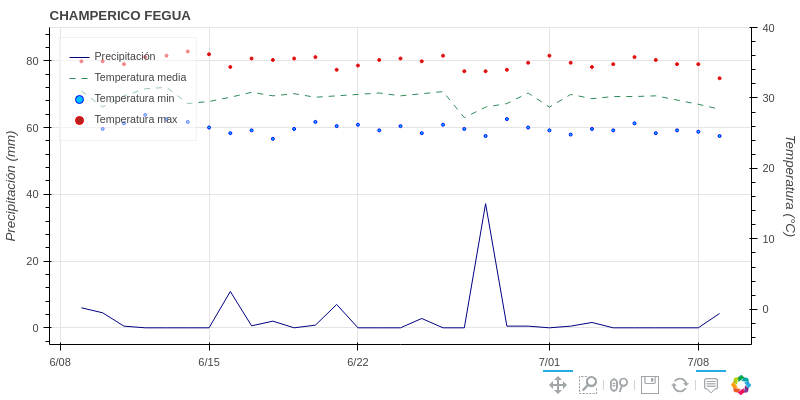 CHAMPERICO FEGUA
Precipitación
Temperatura media
Temperatura min
Temperatura max
Precipitación (mm)
80
60
40
20
0
Temperatura (°C)
40
30
20
10
0
6/08 6/15 6/22 7/01 7/08